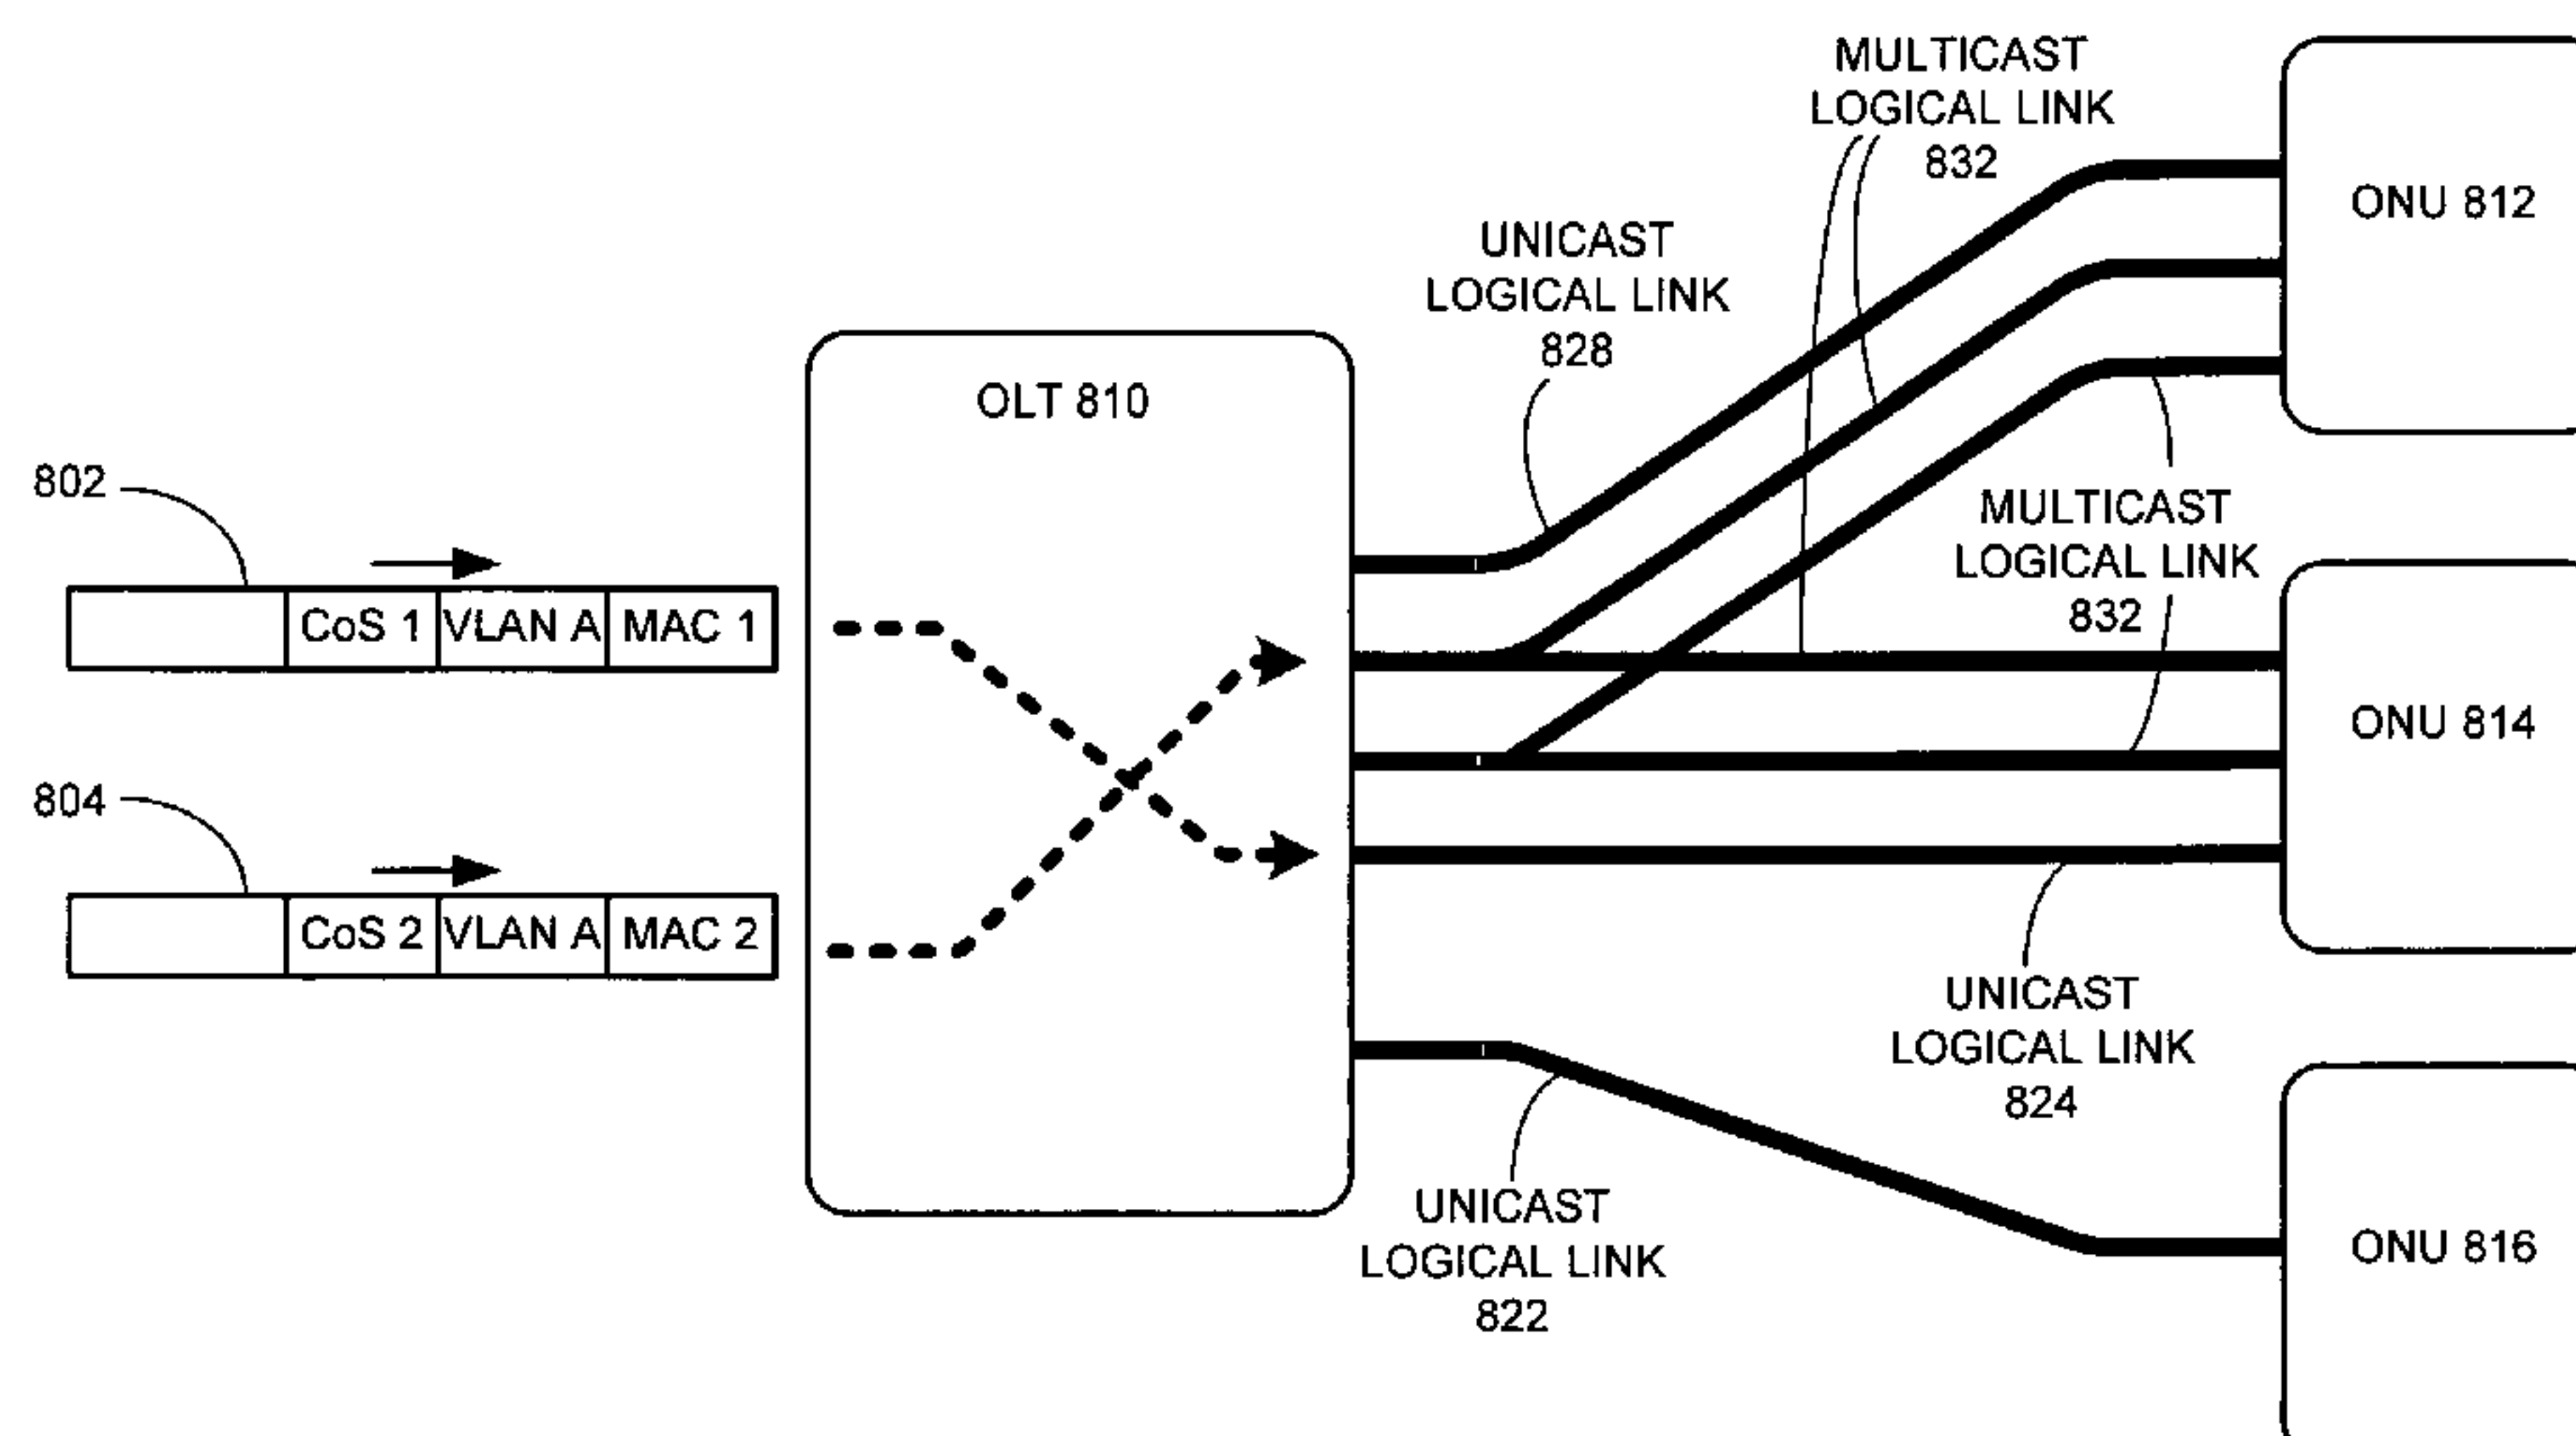 MULTICAST
LOGICAL LINK
832
ONU 812
UNICAST
LOGICAL LINK
828
OLT 810
802
CoS 1 VLAN A MAC 1
MULTICAST
LOGICAL LINK
832
ONU 814
804
CoS 2 VLAN A MAC 2
UNICAST
LOGICAL LINK
824
UNICAST
LOGICAL LINK
822
ONU 816